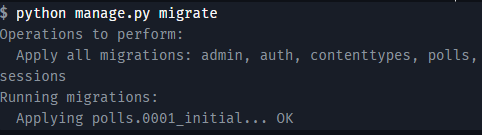 $ python manage.py migrate
Operations to perform:
  Apply all migrations: admin, auth, contenttypes, polls,
sessions
Running migrations:
  Applying polls.0001_initial... OK